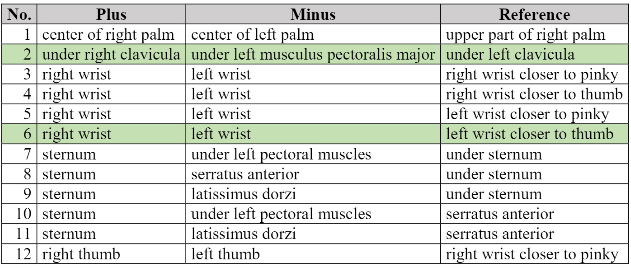 No. Plus Minus Reference
1 center of right palm center of left palm upper part of right palm
2 under right clavicula under left musculus pectoralis major under left clavicula
3 right wrist left wrist right wrist closer to pinky
4 right wrist left wrist right wrist closer to thumb
5 right wrist left wrist left wrist closer to pinky
6 right wrist left wrist left wrist closer to thumb
7 sternum under left pectoral muscles under sternum
8 sternum serratus anterior under sternum
9 sternum latissimus dorzi under sternum
10 sternum under left pectoral muscles serratus anterior
11 sternum latissimus dorzi serratus anterior
12 right thumb left thumb right wrist closer to pinky